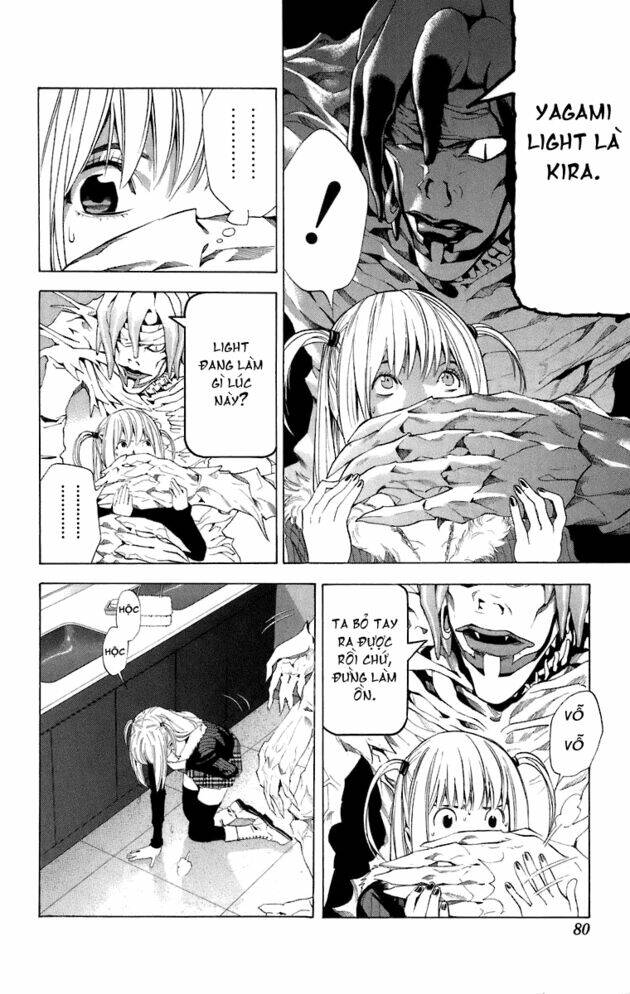 YAGAMI
LIGHT LÀ
KIRA.
!
........
LIGHT
ĐANG LÀM
GÌ LÚC
NÀY?
........
TA BỎ TAY
RA ĐƯỢC
RỒI CHỨ,
ĐỪNG LÀM
ỒN.
VỖ
VỖ
HỘC
HỘC
80